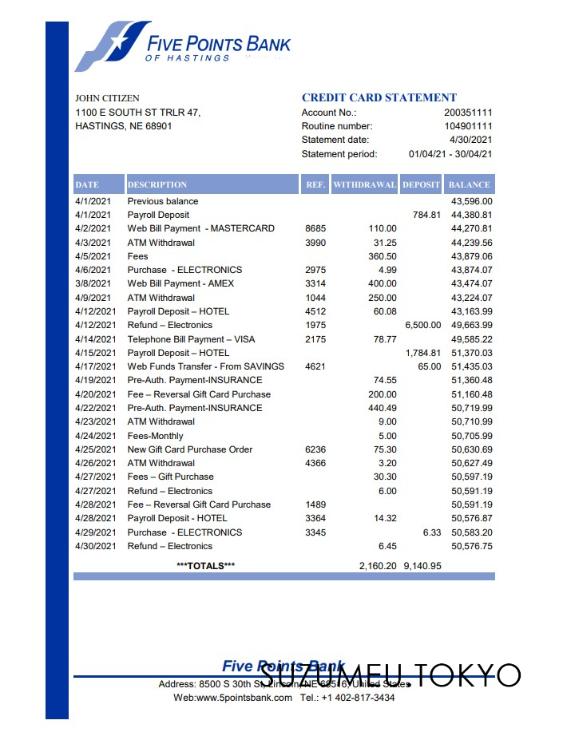 FIVE POINTS BANK
OF HASTINGS
JOHN CITIZEN
1100 E SOUTH ST TRLR 47,
HASTINGS, NE 68901
CREDIT CARD STATEMENT
Account No.: 200351111
Routine number: 104901111
Statement date: 4/30/2021
Statement period: 01/04/21 - 30/04/21
DATE DESCRIPTION REF. WITHDRAWAL DEPOSIT BALANCE
4/1/2021 Previous balance 43,596.00
4/1/2021 Payroll Deposit 784.81 44,380.81
4/2/2021 Web Bill Payment - MASTERCARD 8685 110.00 44,270.81
4/3/2021 ATM Withdrawal 3990 31.25 44,239.56
4/5/2021 Fees 360.50 43,879.06
4/6/2021 Purchase - ELECTRONICS 2975 4.99 43,874.07
3/8/2021 Web Bill Payment - AMEX 3314 400.00 43,474.07
4/9/2021 ATM Withdrawal 1044 250.00 43,224.07
4/12/2021 Payroll Deposit – HOTEL 4512 60.08 43,163.99
4/12/2021 Refund – Electronics 1975 6,500.00 49,663.99
4/14/2021 Telephone Bill Payment – VISA 2175 78.77 49,585.22
4/15/2021 Payroll Deposit – HOTEL 1,784.81 51,370.03
4/17/2021 Web Funds Transfer - From SAVINGS 4621 65.00 51,435.03
4/19/2021 Pre-Auth. Payment-INSURANCE 74.55 51,360.48
4/20/2021 Fee – Reversal Gift Card Purchase 200.00 51,160.48
4/22/2021 Pre-Auth. Payment-INSURANCE 440.49 50,719.99
4/23/2021 ATM Withdrawal 9.00 50,710.99
4/24/2021 Fees-Monthly 5.00 50,705.99
4/25/2021 New Gift Card Purchase Order 6236 75.30 50,630.69
4/26/2021 ATM Withdrawal 4366 3.20 50,627.49
4/27/2021 Fees – Gift Purchase 30.30 50,597.19
4/27/2021 Refund – Electronics 6.00 50,591.19
4/28/2021 Fee – Reversal Gift Card Purchase 1489 50,591.19
4/28/2021 Payroll Deposit - HOTEL 3364 14.32 50,576.87
4/29/2021 Purchase - ELECTRONICS 3345 6.33 50,583.20
4/30/2021 Refund – Electronics 6.45 50,576.75
***TOTALS*** 2,160.20 9,140.95
Five Points Bank
SUZUMEU.TOKYO
Address: 8500 S 30th St, Lincoln, NE 68516, United States
Web:www.5pointsbank.com Tel.: +1 402-817-3434